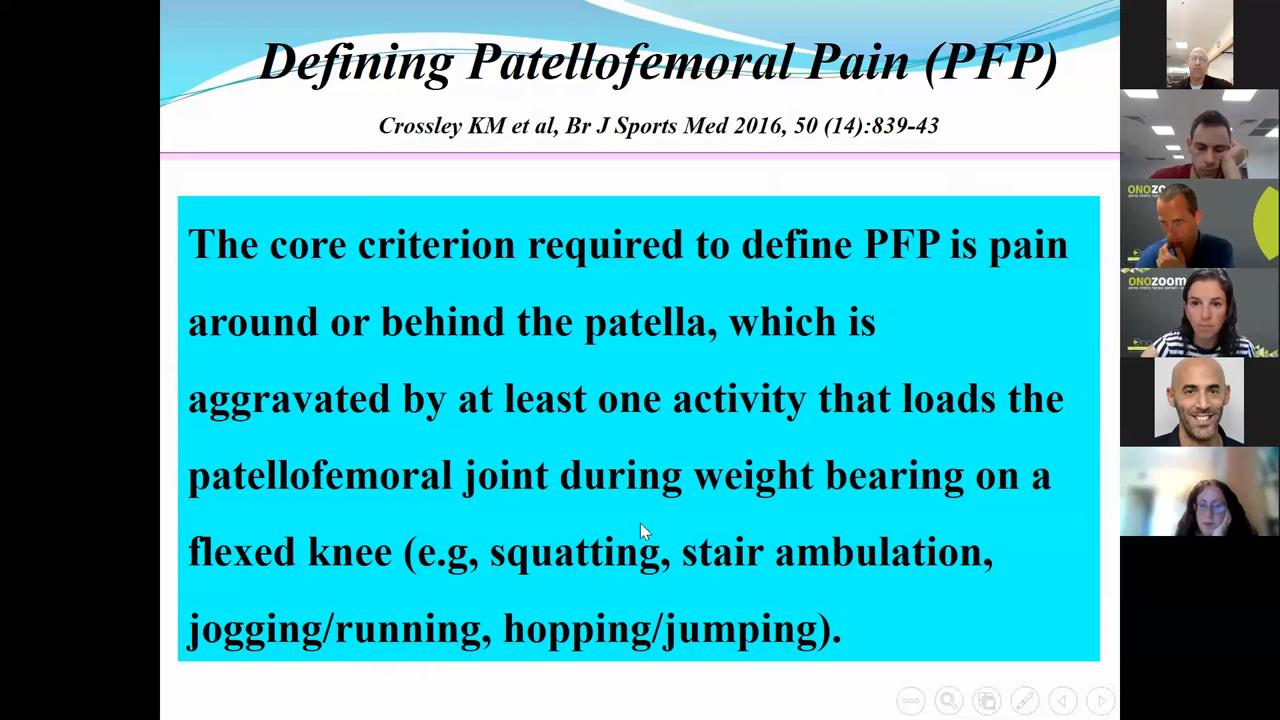 Defining Patellofemoral Pain (PFP)
Crossley KM et al, Br J Sports Med 2016, 50 (14):839-43
The core criterion required to define PFP is pain
around or behind the patella, which is
aggravated by at least one activity that loads the
patellofemoral joint during weight bearing on a
flexed knee (e.g, squatting, stair ambulation,
jogging/running, hopping/jumping).
ONOZO
ONOZOOM